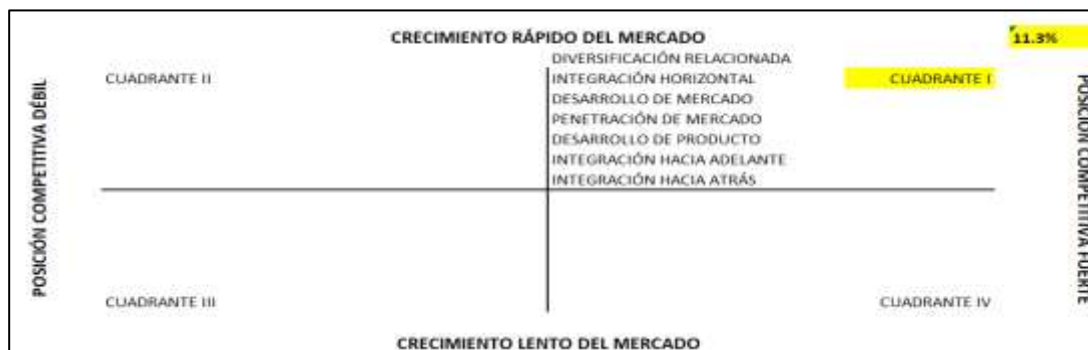 CRECIMIENTO RÁPIDO DEL MERCADO
11.3%
DIVERSIFICACIÓN RELACIONADA
CUADRANTE II
INTEGRACIÓN HORIZONTAL
CUADRANTE I
DESARROLLO DE MERCADO
PENETRACIÓN DE MERCADO
DESARROLLO DE PRODUCTO
INTEGRACIÓN HACIA ADELANTE
INTEGRACIÓN HACIA ATRÁS
POSICIÓN COMPETITIVA DÉBIL
POSICIÓN COMPETITIVA FUERTE
CUADRANTE III
CUADRANTE IV
CRECIMIENTO LENTO DEL MERCADO